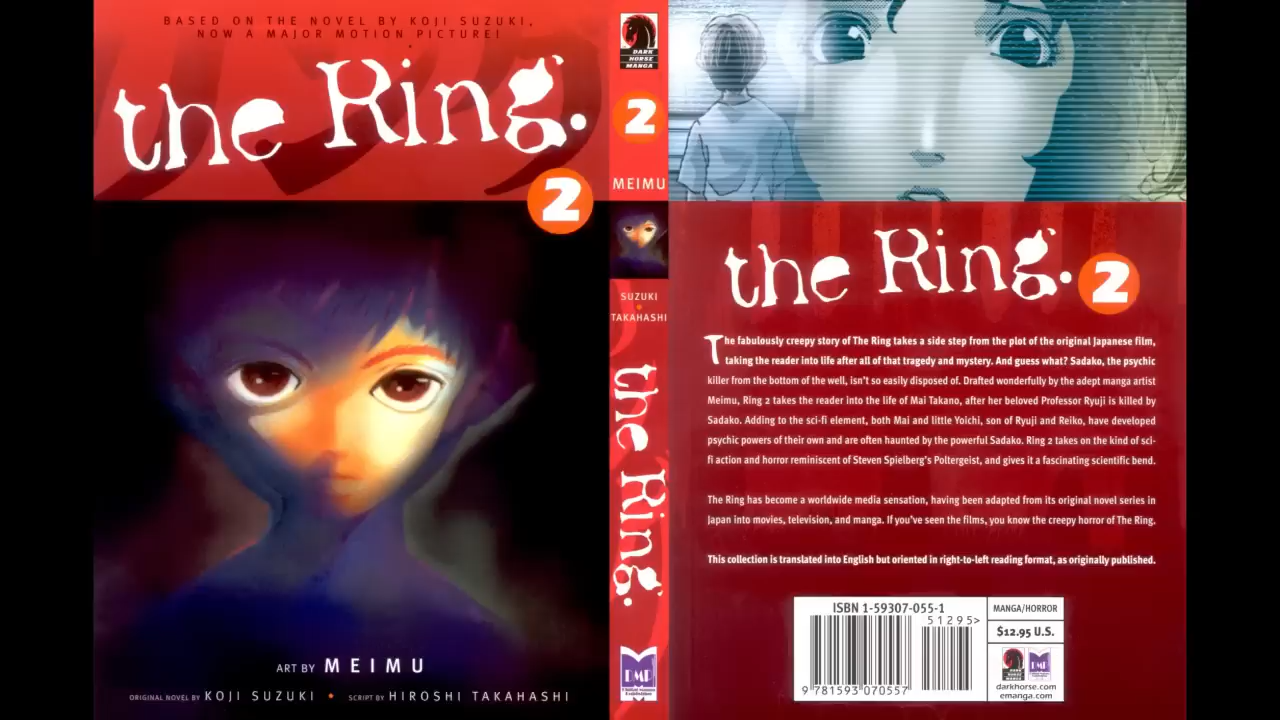 BASED ON THE NOVEL BY KOJI SUZUKI,
NOW A MAJOR MOTION PICTURE!
the Ring.
2
ART BY MEIMU
ORIGINAL NOVEL BY KOJI SUZUKI • SCRIPT BY HIROSHI TAKAHASHI
DARK
HORSE
MANGA
2
MEIMU
SUZUKI
•
TAKAHASHI
the Ring.
DMP
the Ring. 2
The fabulously creepy story of The Ring takes a side step from the plot of the original Japanese film,
taking the reader into life after all of that tragedy and mystery. And guess what? Sadako, the psychic
killer from the bottom of the well, isn't so easily disposed of. Drafted wonderfully by the adept manga artist
Meimu, Ring 2 takes the reader into the life of Mai Takano, after her beloved Professor Ryuji is killed by
Sadako. Adding to the sci-fi element, both Mai and little Yoichi, son of Ryuji and Reiko, have developed
psychic powers of their own and are often haunted by the powerful Sadako. Ring 2 takes on the kind of sci-
fi action and horror reminiscent of Steven Spielberg's Poltergeist, and gives it a fascinating scientific bend.
The Ring has become a worldwide media sensation, having been adapted from its original novel series in
Japan into movies, television, and manga. If you've seen the films, you know the creepy horror of The Ring.
This collection is translated into English but oriented in right-to-left reading format, as originally published.
ISBN 1-59307-055-1
51295>
9 781593 070557
MANGA/HORROR
$12.95 U.S.
DMP
darkhorse.com
emanga.com